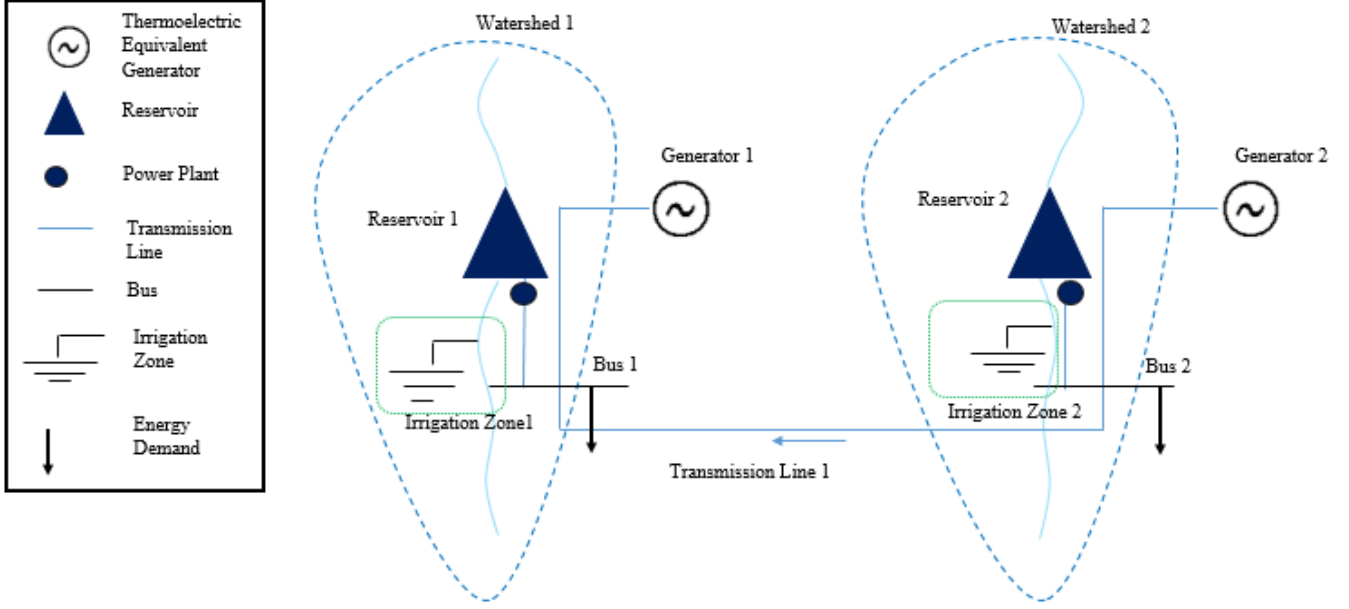 Thermoelectric
Equivalent
Generator
Reservoir
Power Plant
Transmission
Line
Bus
Irrigation
Zone
Energy
Demand
Watershed 1
Watershed 2
Generator 1
Generator 2
Reservoir 1
Reservoir 2
Bus 1
Bus 2
Irrigation Zone1
Irrigation Zone 2
Transmission Line 1